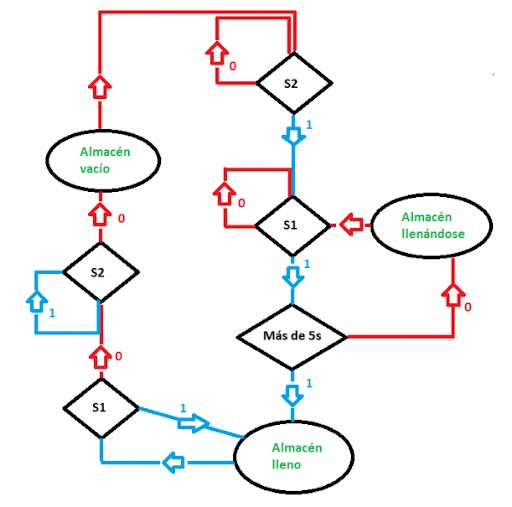 0
S2
1
Almacén
vacío
0
0
S1
Almacén
llenándose
S2
1
1
Más de 5s
0
0
1
S1
1
Almacén
lleno